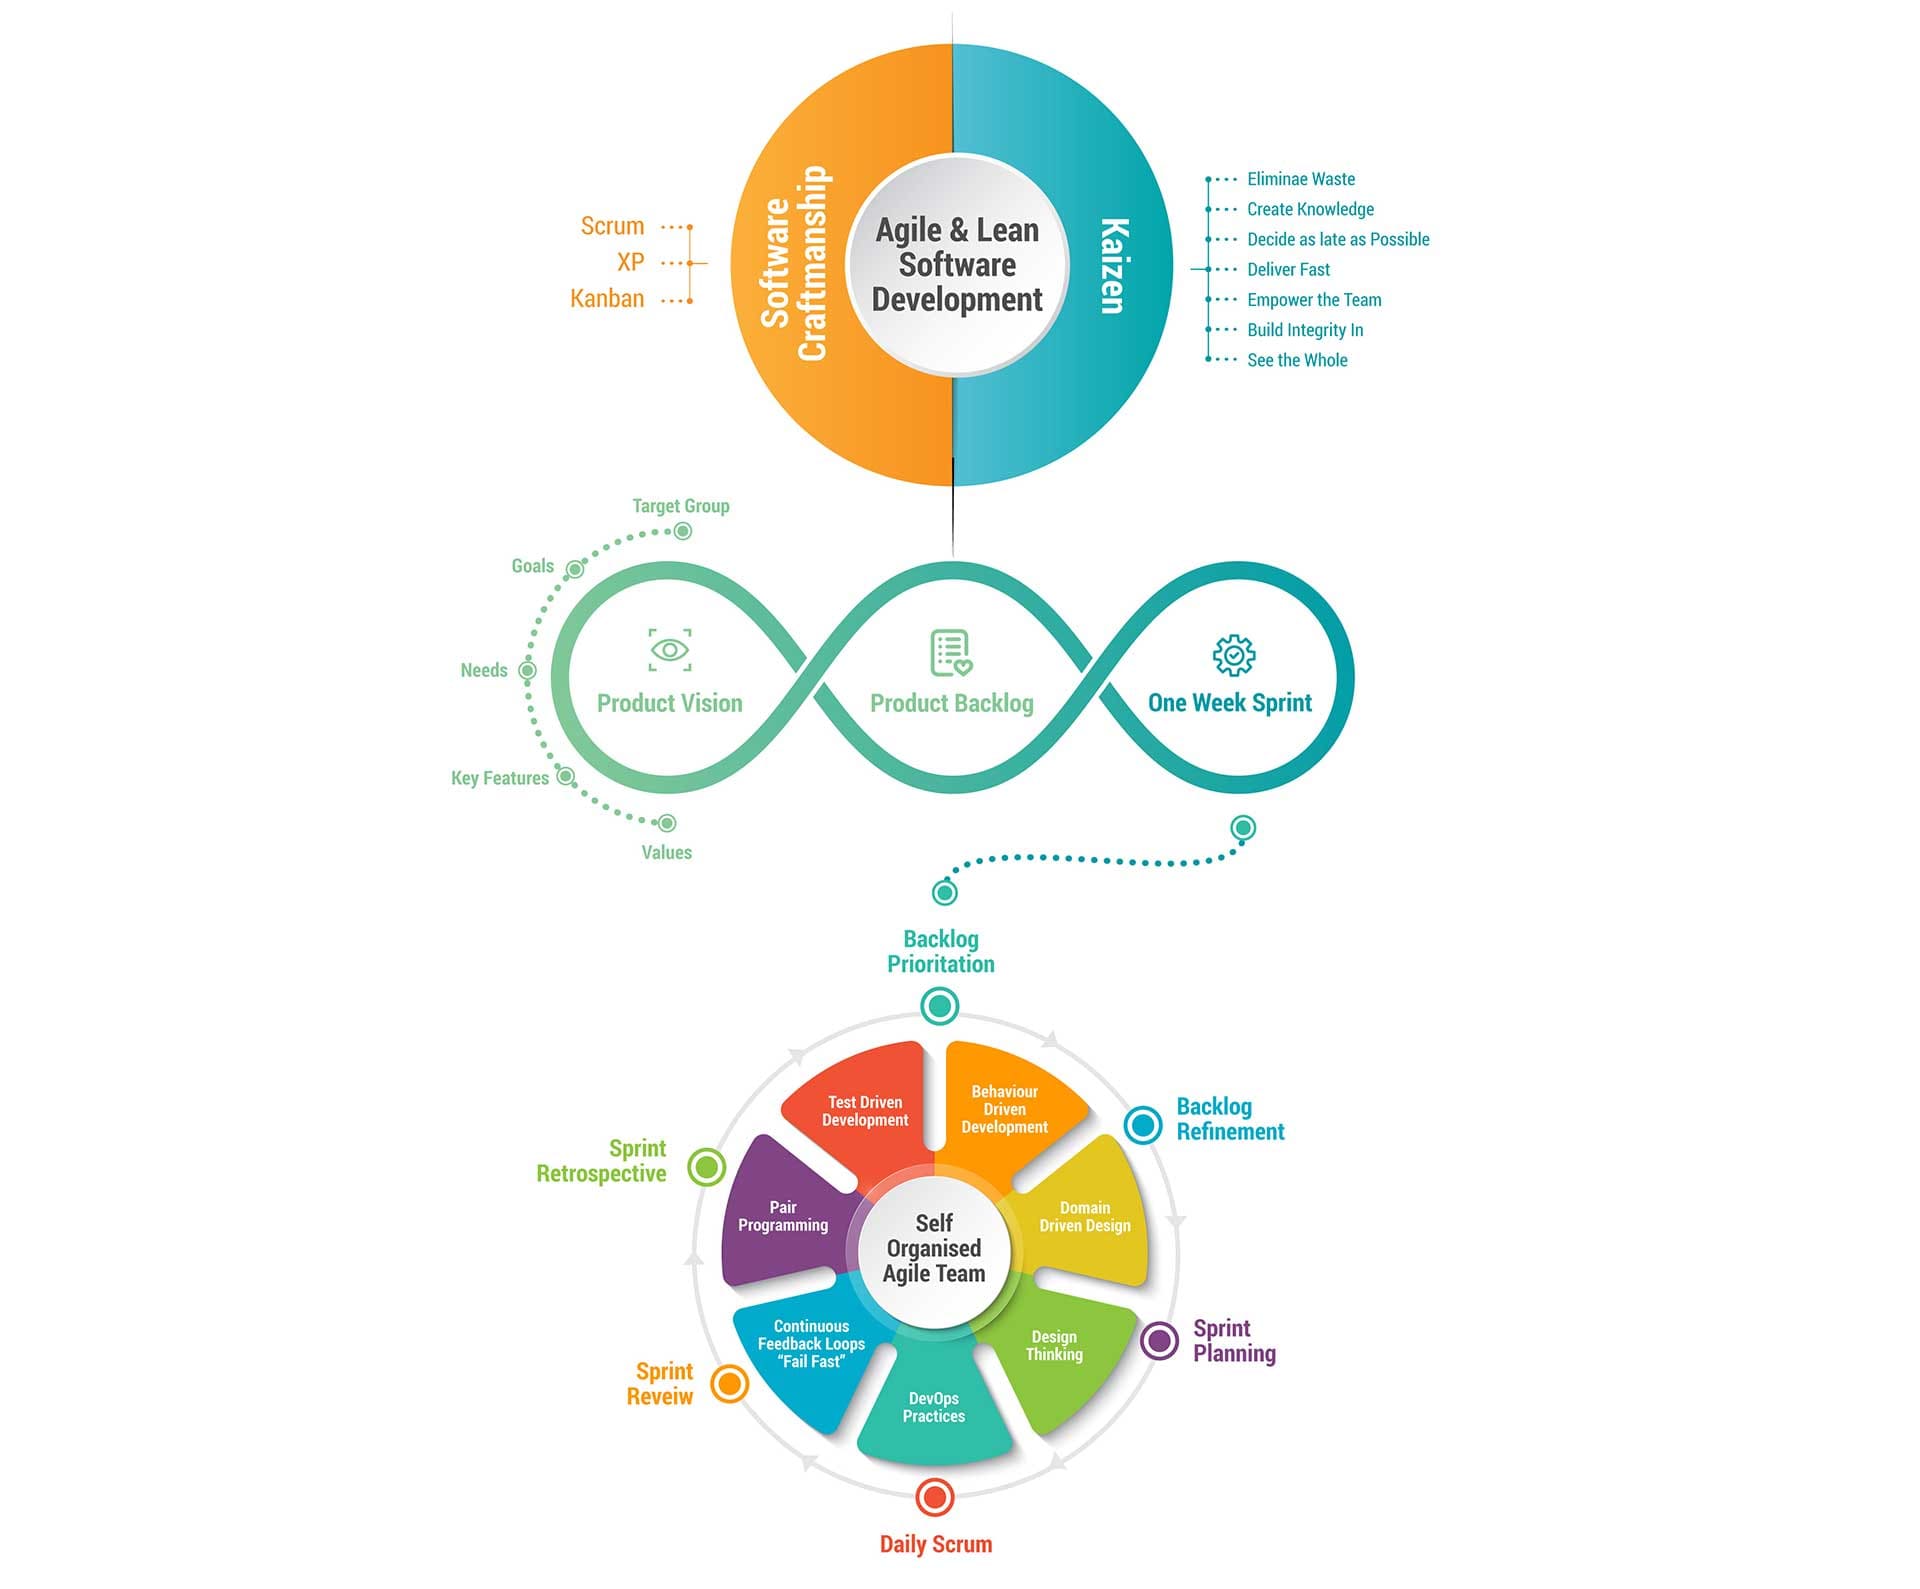 Scrum
XP
Kanban
Software
Craftmanship
Agile & Lean
Software
Development
Kaizen
Eliminae Waste
Create Knowledge
Decide as late as Possible
Deliver Fast
Empower the Team
Build Integrity In
See the Whole
Target Group
Goals
Needs
Key Features
Values
Product Vision
Product Backlog
One Week Sprint
Backlog
Prioritation
Backlog
Refinement
Sprint
Planning
Daily Scrum
Sprint
Reveiw
Sprint
Retrospective
Test Driven
Development
Behaviour
Driven
Development
Domain
Driven Design
Design
Thinking
DevOps
Practices
Continuous
Feedback Loops
“Fail Fast”
Pair
Programming
Self
Organised
Agile Team